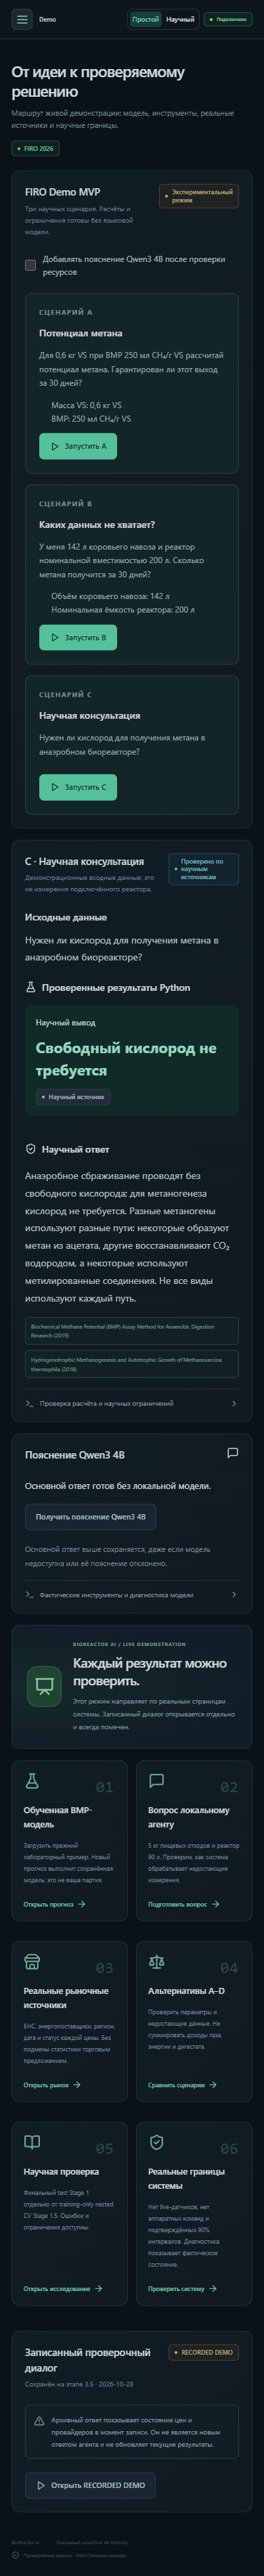 Demo
Простой
Научный
Подключено
От идеи к проверяемому
решению
Маршрут живой демонстрации: модель, инструменты, реальные
источники и научные границы.
FIRO 2026
FIRO Demo MVP
Экспериментальный
режим
Три научных сценария. Расчёты и
ограничения готовы без языковой
модели.
Добавлять пояснение Qwen3 4B после проверки
ресурсов
СЦЕНАРИЙ A
Потенциал метана
Для 0,6 кг VS при BMP 250 мл CH₄/г VS рассчитай
потенциал метана. Гарантирован ли этот выход
за 30 дней?
Масса VS: 0,6 кг VS
BMP: 250 мл CH₄/г VS
Запустить A
СЦЕНАРИЙ B
Каких данных не хватает?
У меня 142 л коровьего навоза и реактор
номинальной вместимостью 200 л. Сколько
метана получится за 30 дней?
Объём коровьего навоза: 142 л
Номинальная ёмкость реактора: 200 л
Запустить B
СЦЕНАРИЙ C
Научная консультация
Нужен ли кислород для получения метана в
анаэробном биореакторе?
Запустить C
C · Научная консультация
Проверено по
научным
источникам
Демонстрационные входные данные; это
не измерения подключённого реактора.
Исходные данные
Нужен ли кислород для получения метана в
анаэробном биореакторе?
Проверенные результаты Python
Научный вывод
Свободный кислород не
требуется
Научный источник
Научный ответ
Анаэробное сбраживание проводят без
свободного кислорода; для метаногенеза
кислород не требуется. Разные метаногены
используют разные пути: некоторые образуют
метан из ацетата, другие восстанавливают CO₂
водородом, а некоторые используют
метилированные соединения. Не все виды
используют каждый путь.
Biochemical Methane Potential (BMP) Assay Method for Anaerobic Digestion
Research (2019)
Hydrogenotrophic Methanogenesis and Autotrophic Growth of Methanosarcina
thermophila (2018)
Проверка расчёта и научных ограничений
Пояснение Qwen3 4B
Основной ответ готов без локальной модели.
Получить пояснение Qwen3 4B
Основной ответ выше сохраняется, даже если модель
недоступна или её пояснение отклонено.
Фактические инструменты и диагностика модели
BIOREACTOR AI / LIVE DEMONSTRATION
Каждый результат можно
проверить.
Этот режим направляет по реальным страницам
системы. Записанный диалог открывается отдельно
и всегда помечен.
01
Обученная BMP-
модель
Загрузить прежний
лабораторный пример. Новый
прогноз выполнит сохранённая
модель; это не ваша партия.
Открыть прогноз
02
Вопрос локальному
агенту
5 кг пищевых отходов и реактор
90 л. Проверим, как система
обрабатывает недостающие
измерения.
Подготовить вопрос
03
Реальные рыночные
источники
БНС, энергопоставщики, регион,
дата и статус каждой цены. Без
подмены статистики торговым
предложением.
Открыть рынок
04
Альтернативы A–D
Проверить параметры и
недостающие данные. Не
суммировать доходы газа,
энергии и дигестата.
Сравнить сценарии
05
Научная проверка
Финальный test Stage 1
отдельно от training-only nested
CV Stage 1.5. Ошибки и
ограничения доступны.
Открыть исследование
06
Реальные границы
системы
Нет live-датчиков, нет
аппаратных команд и
подтверждённых 90%
интервалов. Диагностика
показывает фактическое
состояние.
Проверить систему
Записанный проверочный
диалог
RECORDED DEMO
Сохранён на этапе 3.5 · 2026-10-28
Архивный ответ показывает состояние цен и
провайдеров в момент записи. Он не является новым
ответом агента и не обновляет текущие результаты.
Открыть RECORDED DEMO
BioReactor AI